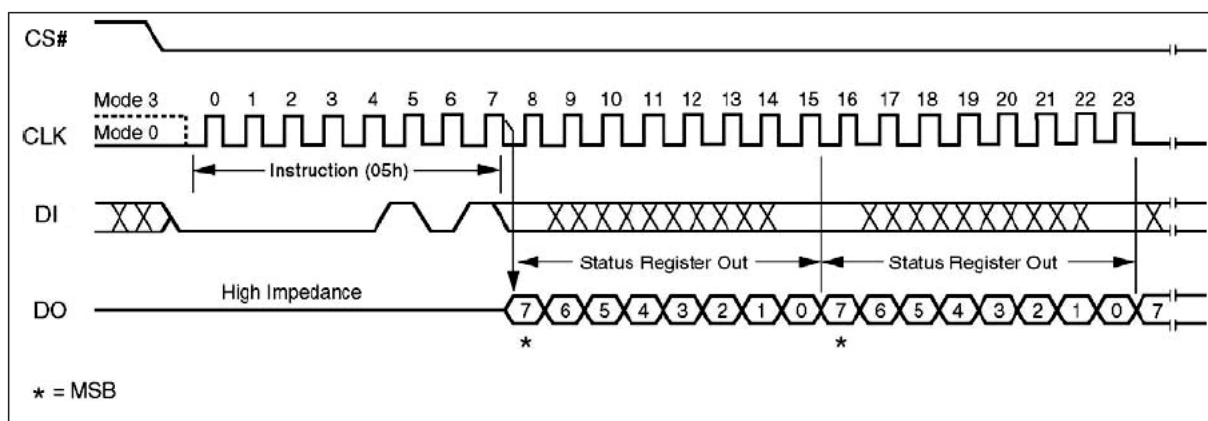 CS#
Mode 3 0 1 2 3 4 5 6 7 8 9 10 11 12 13 14 15 16 17 18 19 20 21 22 23
CLK Mode 0
Instruction (05h)
DI
Status Register Out Status Register Out
High Impedance
DO 7 6 5 4 3 2 1 0 7 6 5 4 3 2 1 0 7
* *
* = MSB